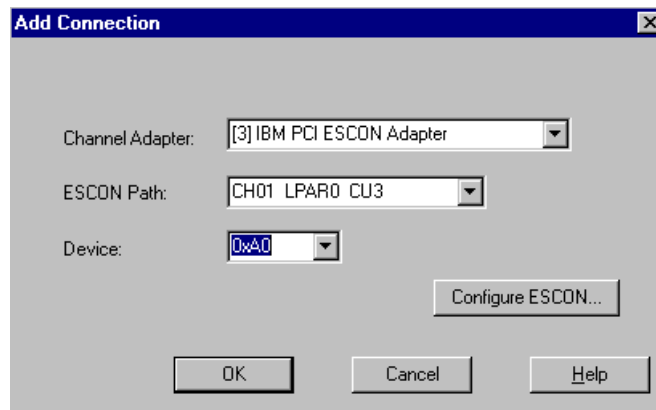 Add Connection
Channel Adapter: [3] IBM PCI ESCON Adapter
ESCON Path: CH01 LPAR0 CU3
Device: 0xA0
Configure ESCON...
OK Cancel Help